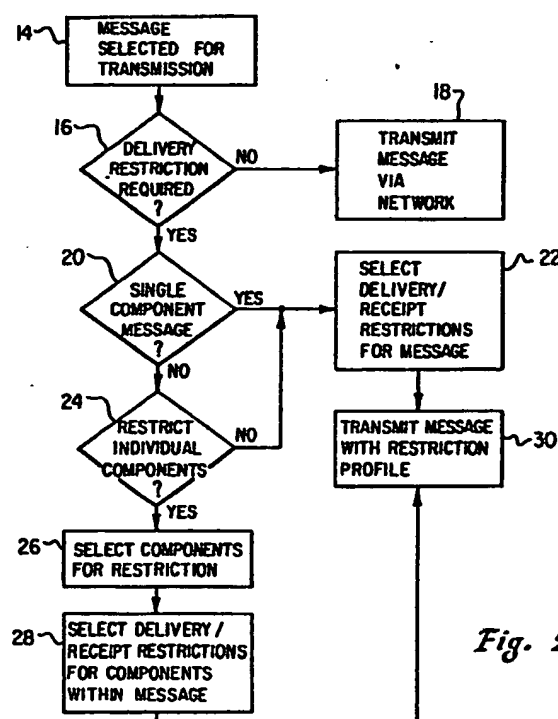 14
MESSAGE
SELECTED FOR
TRANSMISSION
16
DELIVERY
RESTRICTION
REQUIRED
?
NO
YES
18
TRANSMIT
MESSAGE
VIA
NETWORK
20
SINGLE
COMPONENT
MESSAGE
?
YES
NO
22
SELECT
DELIVERY/
RECEIPT
RESTRICTIONS
FOR MESSAGE
24
RESTRICT
INDIVIDUAL
COMPONENTS
?
NO
YES
TRANSMIT MESSAGE
WITH RESTRICTION
PROFILE
30
26
SELECT COMPONENTS
FOR RESTRICTION
28
SELECT DELIVERY/
RECEIPT RESTRICTIONS
FOR COMPONENTS
WITHIN MESSAGE
Fig.